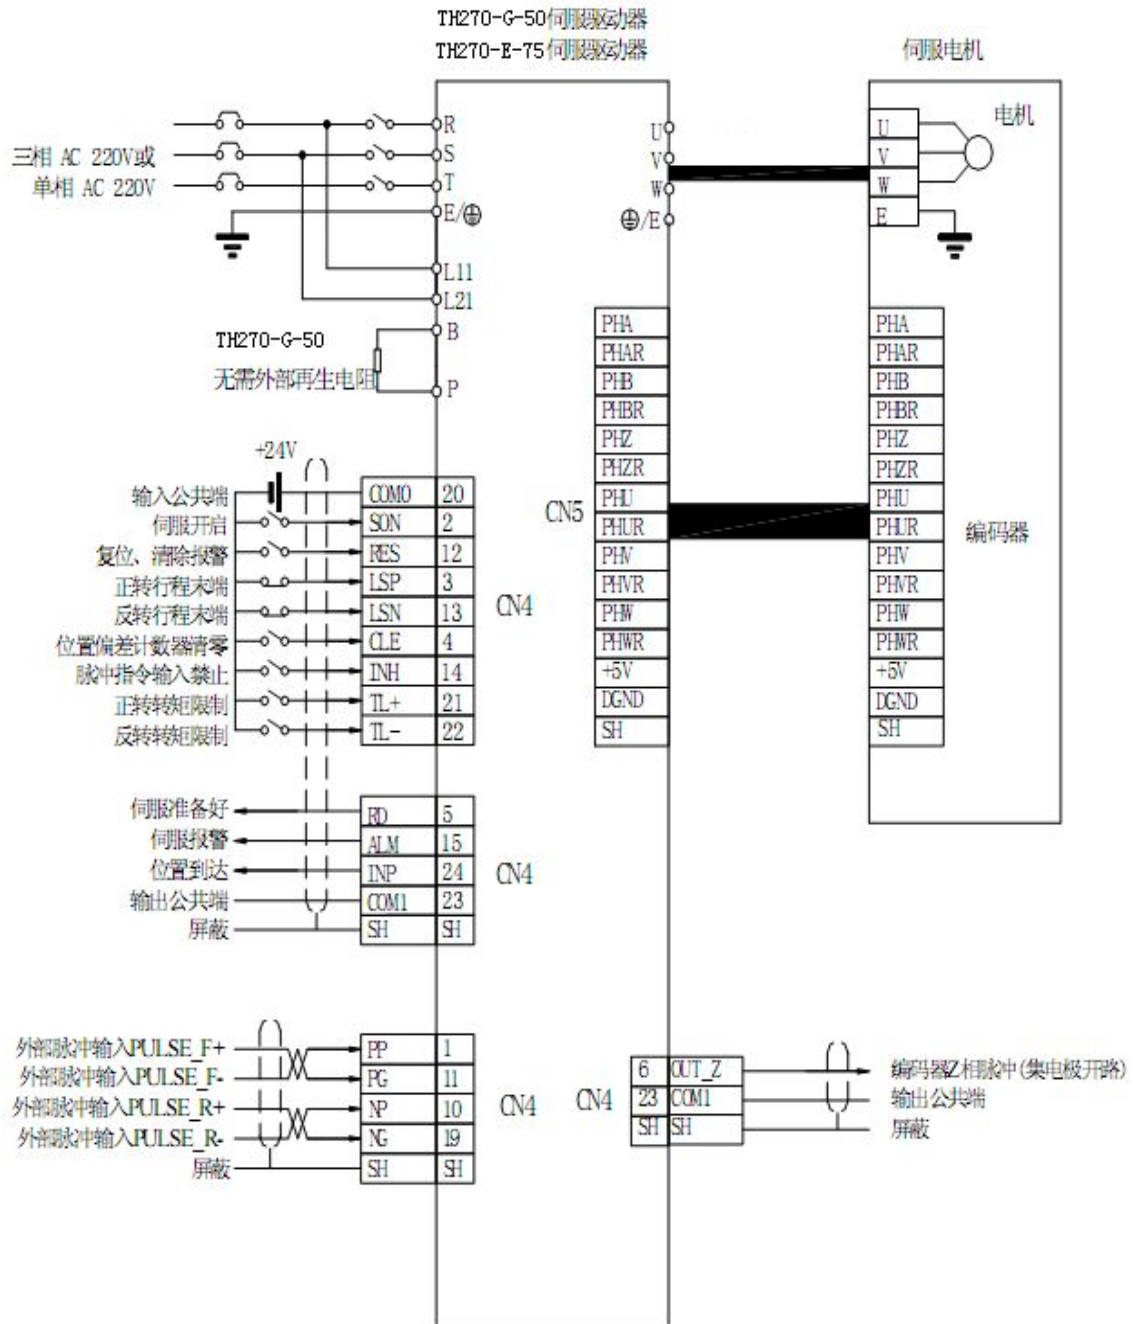 TH270-G-50伺服驱动器
TH270-E-75伺服驱动器
伺服电机
电机
三相 AC 220V或
单相 AC 220V
R
S
T
E/
L11
L21
B
P
U
V
W
/E
U
V
W
E
TH270-G-50
无需外部再生电阻
+24V
输入公共端 COM0 20
伺服开启 SON 2
复位、清除报警 RES 12
正转行程末端 LSP 3
反转行程末端 LSN 13
位置偏差计数器清零 CLE 4
脉冲指令输入禁止 INH 14
正转转矩限制 TL+ 21
反转转矩限制 TL- 22
CN4
CN5
PHA
PHAR
PHB
PHBR
PHZ
PHZR
PHU
PHUR
PHV
PHVR
PHW
PHWR
+5V
DGND
SH
PHA
PHAR
PHB
PHBR
PHZ
PHZR
PHU
PHUR
PHV
PHVR
PHW
PHWR
+5V
DGND
SH
编码器
伺服准备好 RD 5
伺服报警 ALM 15
位置到达 INP 24
输出公共端 COM1 23
屏蔽 SH SH
CN4
外部脉冲输入PULSE_F+ PP 1
外部脉冲输入PULSE_F- PG 11
外部脉冲输入PULSE_R+ NP 10
外部脉冲输入PULSE_R- NG 19
屏蔽 SH SH
CN4
CN4
6 OUT_Z 编码器Z相脉冲(集电极开路)
23 COM1 输出公共端
SH SH 屏蔽